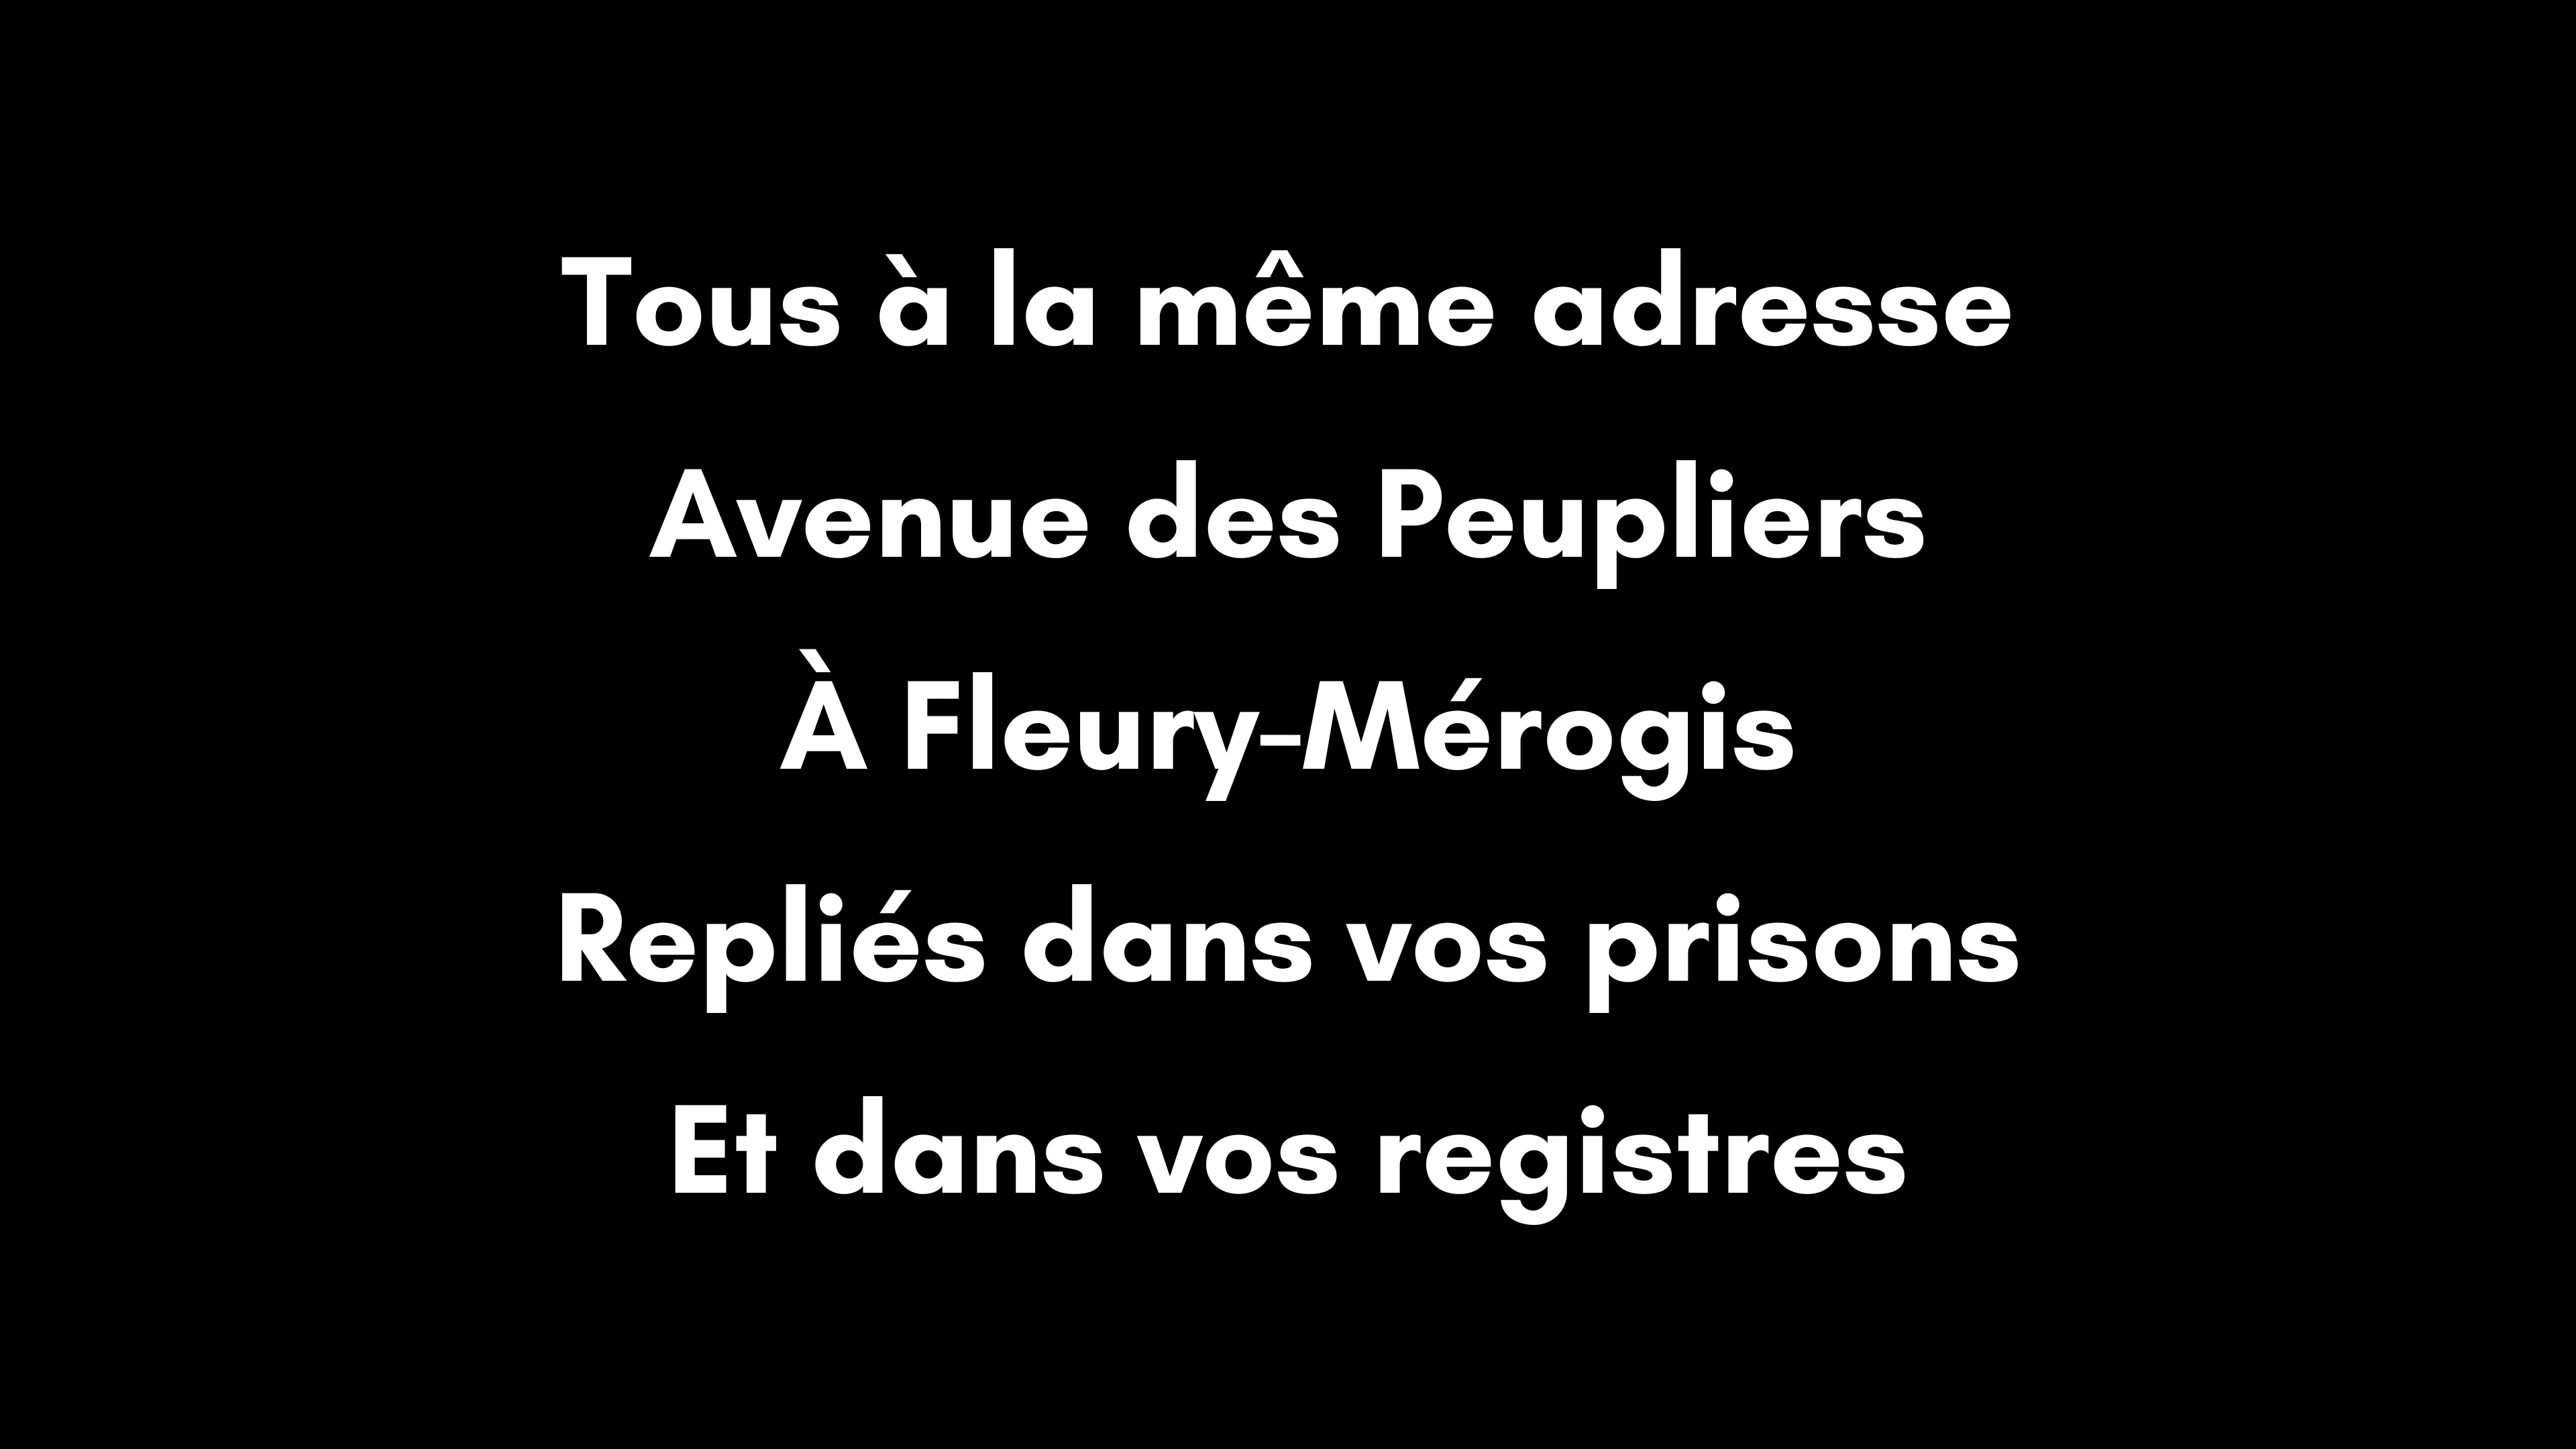 Tous à la même adresse
Avenue des Peupliers
À Fleury-Mérogis
Repliés dans vos prisons
Et dans vos registres